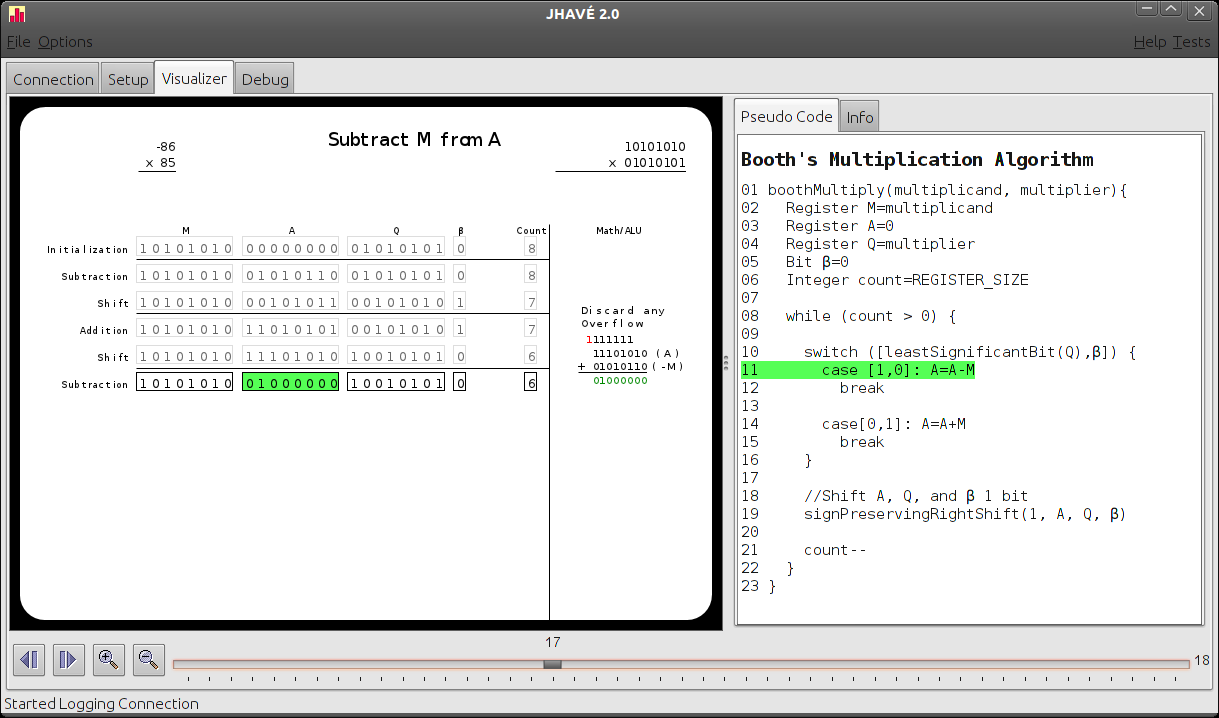 JHAVÉ 2.0
File Options Help Tests
Connection Setup Visualizer Debug
Subtract M from A
-86
x 85
10101010
x 01010101
M A Q β Count Math/ALU
Initialization 10101010 00000000 01010101 0 8
Subtraction 10101010 01010110 01010101 0 8
Shift 10101010 00101011 00101010 1 7
Addition 10101010 11010101 00101010 1 7
Shift 10101010 11101010 10010101 0 6
Subtraction 10101010 01000000 10010101 0 6
Discard any
Overflow
1111111
11101010 (A)
+ 01010110 (-M)
01000000
Pseudo Code Info
Booth's Multiplication Algorithm
01 boothMultiply(multiplicand, multiplier){
02 Register M=multiplicand
03 Register A=0
04 Register Q=multiplier
05 Bit β=0
06 Integer count=REGISTER_SIZE
07
08 while (count > 0) {
09
10 switch ([leastSignificantBit(Q),β]) {
11 case [1,0]: A=A-M
12 break
13
14 case[0,1]: A=A+M
15 break
16 }
17
18 //Shift A, Q, and β 1 bit
19 signPreservingRightShift(1, A, Q, β)
20
21 count--
22 }
23 }
17
18
Started Logging Connection